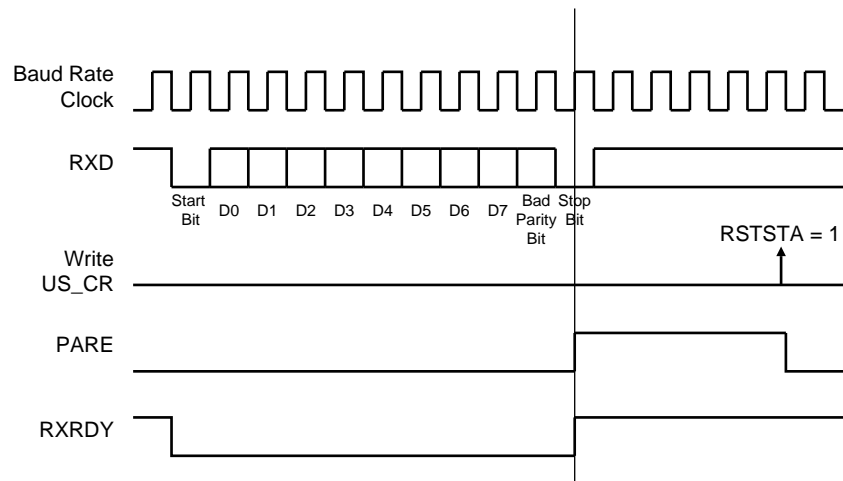 Baud Rate
Clock
RXD
Start
Bit
D0
D1
D2
D3
D4
D5
D6
D7
Bad
Parity
Bit
Stop
Bit
RSTSTA = 1
Write
US_CR
PARE
RXRDY